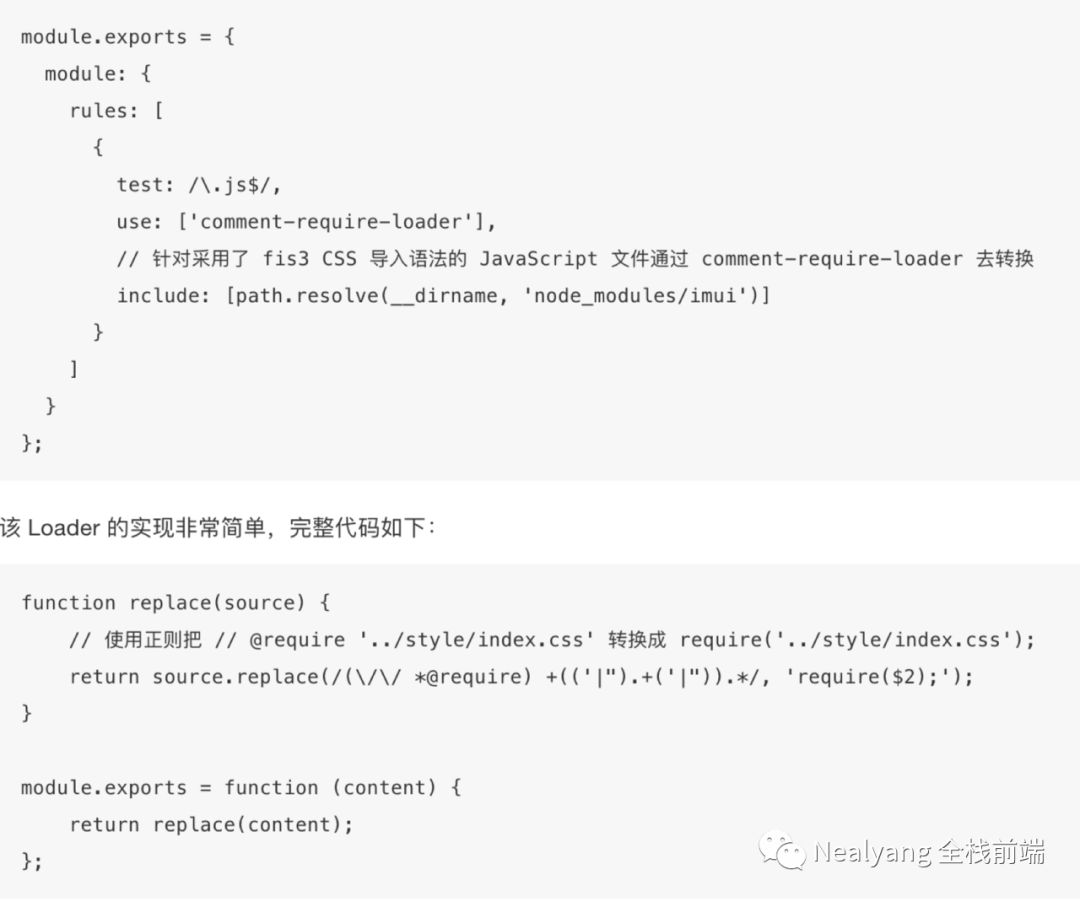 module.exports = {
  module: {
    rules: [
      {
        test: /\.js$/,
        use: ['comment-require-loader'],
        // 针对采用了 fis3 CSS 导入语法的 JavaScript 文件通过 comment-require-loader 去转换
        include: [path.resolve(__dirname, 'node_modules/imui')]
      }
    ]
  }
};
该 Loader 的实现非常简单，完整代码如下：
function replace(source) {
    // 使用正则把 // @require '../style/index.css' 转换成 require('../style/index.css');
    return source.replace(/(\/\/ *@require) +(('|").+('|")).*/, 'require($2);');
}
module.exports = function (content) {
    return replace(content);
};
Nealyang 全栈前端